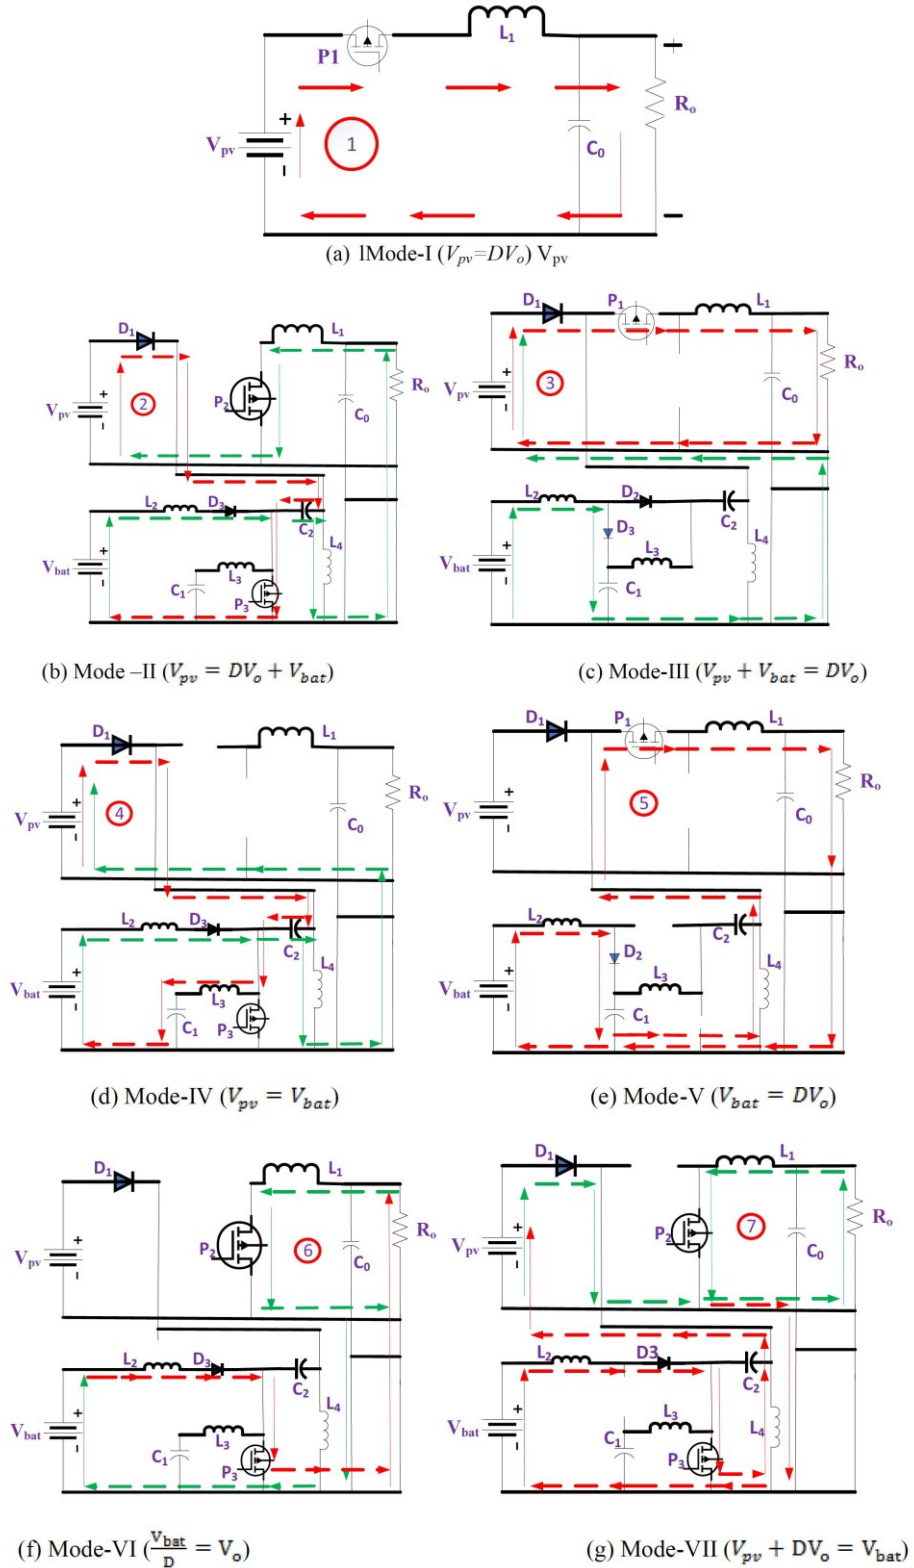 L₁
P1
Rₒ
+
Vpv
1
C₀
(a) lMode-I (Vpv=DVₒ) Vpv
D₁
L₁
P₂
Rₒ
2
Vpv
C₀
L₂
D₃
C₂
L₄
Vbat
L₃
C₁
P₃
D₁
P₁
L₁
Rₒ
3
Vpv
C₀
L₂
D₂
C₂
D₃
L₃
L₄
Vbat
C₁
(b) Mode –II (Vpv = DVₒ + Vbat)
(c) Mode-III (Vpv + Vbat = DVₒ)
D₁
L₁
Rₒ
4
Vpv
C₀
L₂
D₃
C₂
L₄
Vbat
L₃
C₁
P₃
D₁
P₁
L₁
Rₒ
5
Vpv
C₀
L₂
C₂
D₂
L₃
L₄
Vbat
C₁
(d) Mode-IV (Vpv = Vbat)
(e) Mode-V (Vbat = DVₒ)
D₁
L₁
P₂
6
Rₒ
Vpv
C₀
L₂
D₃
C₂
L₄
Vbat
L₃
C₁
P₃
D₁
L₁
P₂
7
Rₒ
Vpv
C₀
L₂
D3
C₂
L₃
L₄
Vbat
C₁
P₃
(f) Mode-VI (Vbat/D = Vₒ)
(g) Mode-VII (Vpv + DVₒ = Vbat)